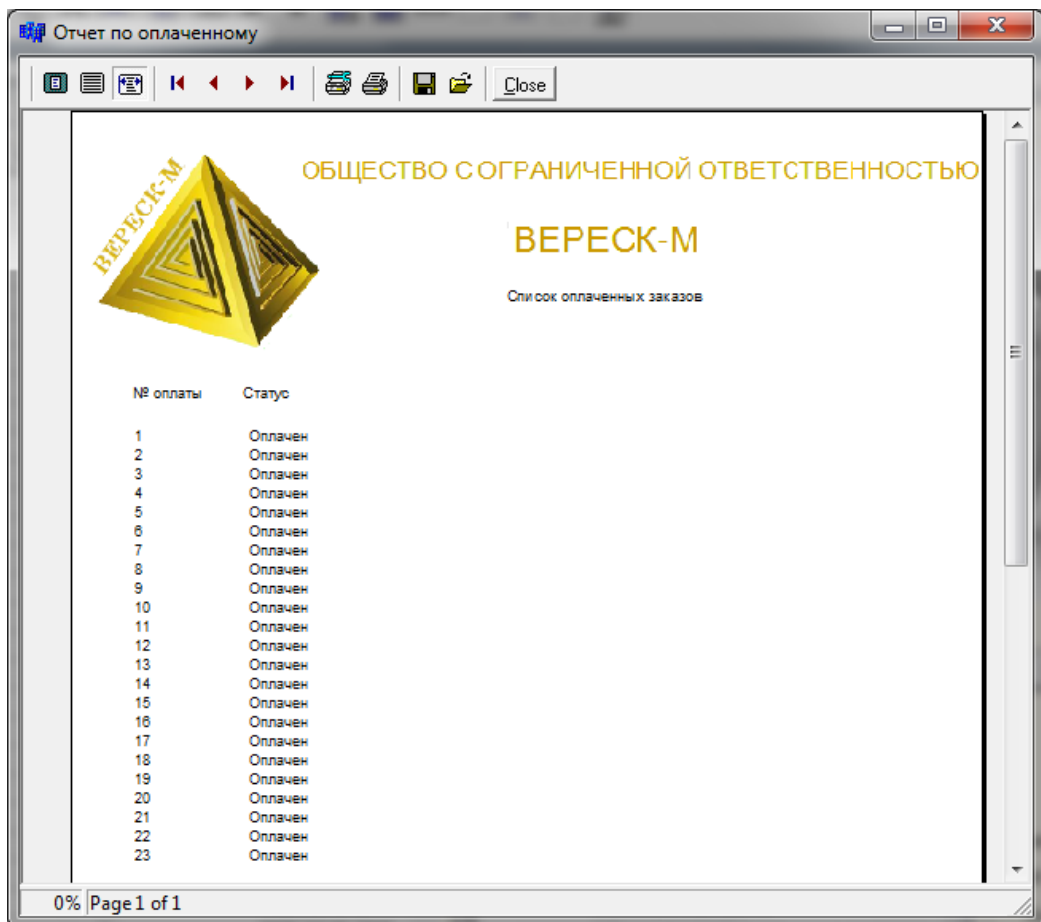 Отчет по оплаченному
Close
ВЕРЕСК-М
ОБЩЕСТВО С ОГРАНИЧЕННОЙ ОТВЕТСТВЕННОСТЬЮ
ВЕРЕСК-М
Список оплаченных заказов
№ оплаты Статус
1 Оплачен
2 Оплачен
3 Оплачен
4 Оплачен
5 Оплачен
6 Оплачен
7 Оплачен
8 Оплачен
9 Оплачен
10 Оплачен
11 Оплачен
12 Оплачен
13 Оплачен
14 Оплачен
15 Оплачен
16 Оплачен
17 Оплачен
18 Оплачен
19 Оплачен
20 Оплачен
21 Оплачен
22 Оплачен
23 Оплачен
0% Page 1 of 1